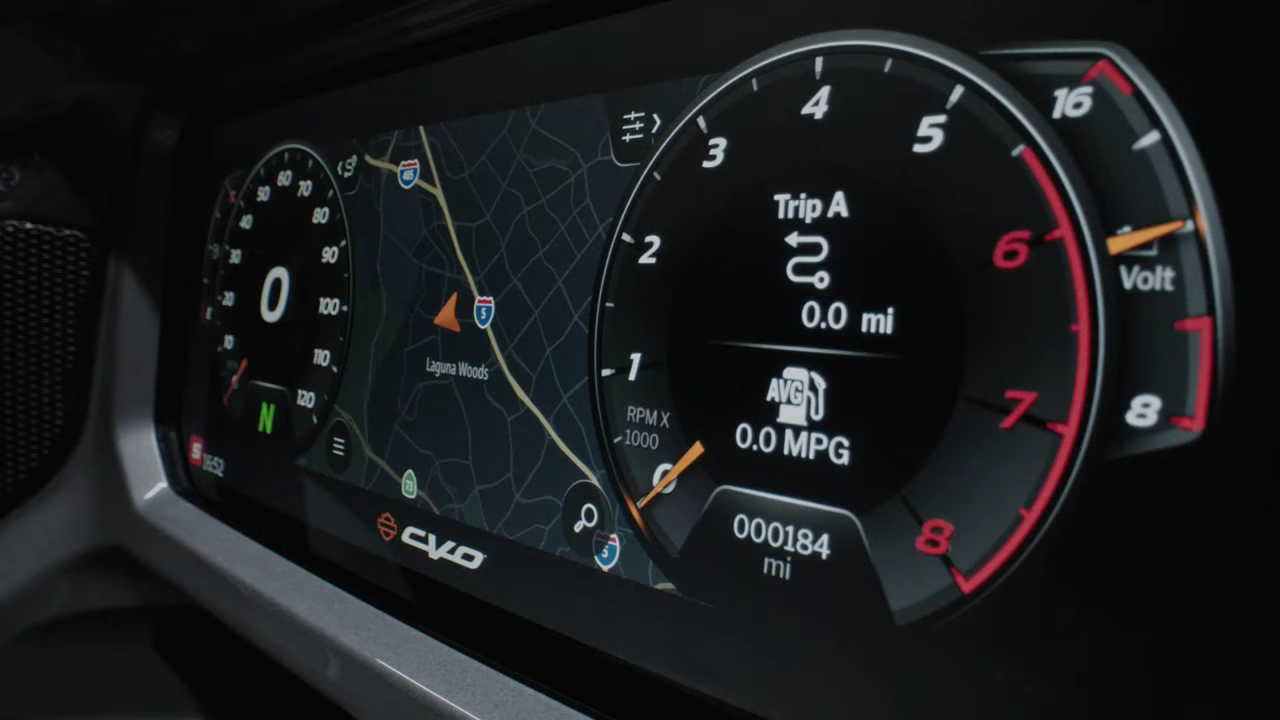 10
20
30
40
50
60
70
80
90
100
110
120
0
N
16:52
E
405
5
Laguna Woods
73
5
CVO
0
1
2
3
4
5
6
7
8
RPM X
1000
Trip A
0.0 mi
AVG
0.0 MPG
000184
mi
16
Volt
8